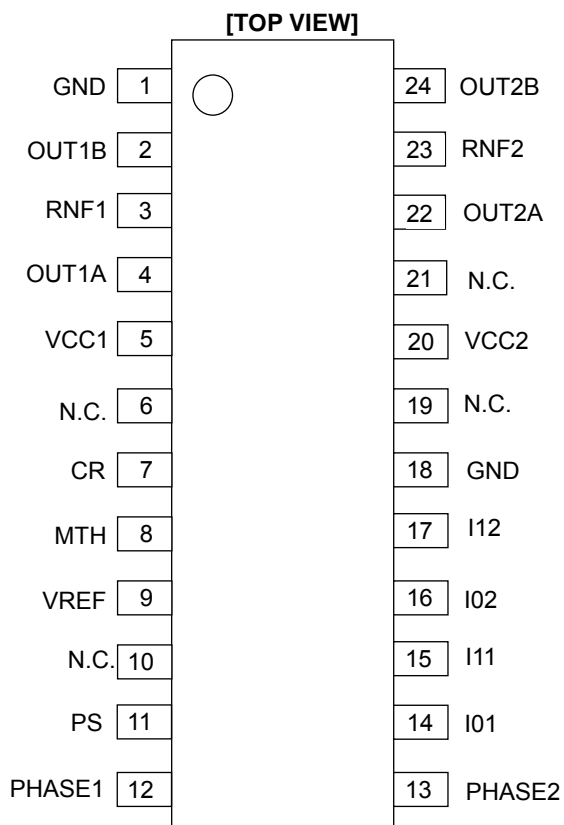 [TOP VIEW]
GND 1 24 OUT2B
OUT1B 2 23 RNF2
RNF1 3 22 OUT2A
OUT1A 4 21 N.C.
VCC1 5 20 VCC2
N.C. 6 19 N.C.
CR 7 18 GND
MTH 8 17 I12
VREF 9 16 I02
N.C. 10 15 I11
PS 11 14 I01
PHASE1 12 13 PHASE2